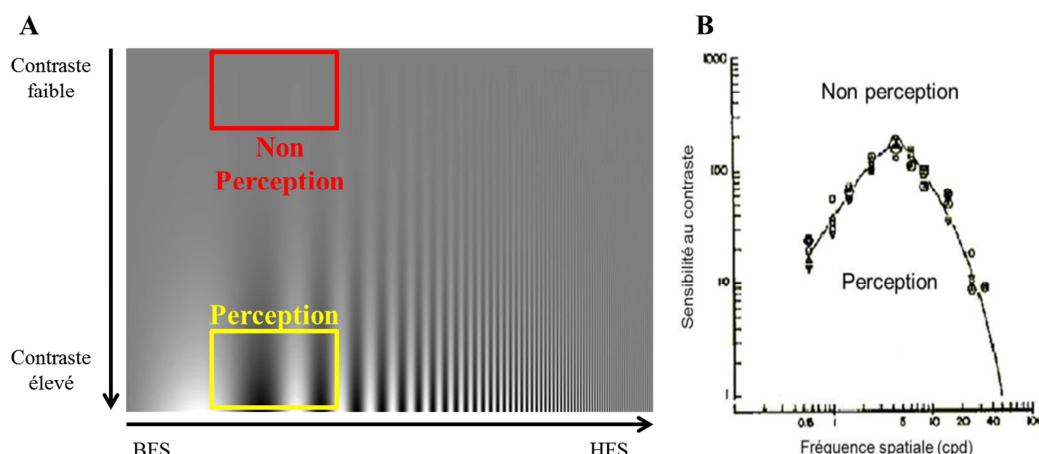 A
Contraste
faible
Non
Perception
Perception
Contraste
élevé
BFS
HFS
B
1000
100
10
1
Sensibilité au contraste
Non perception
Perception
0.5
1
5
10
20
40
100
Fréquence spatiale (cpd)